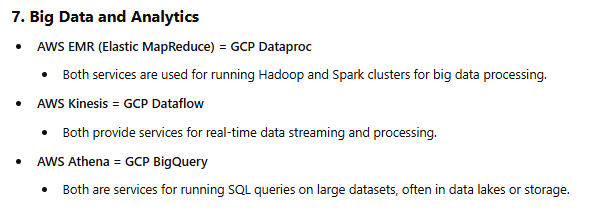 7. Big Data and Analytics
• AWS EMR (Elastic MapReduce) = GCP Dataproc
• Both services are used for running Hadoop and Spark clusters for big data processing.
• AWS Kinesis = GCP Dataflow
• Both provide services for real-time data streaming and processing.
• AWS Athena = GCP BigQuery
• Both are services for running SQL queries on large datasets, often in data lakes or storage.